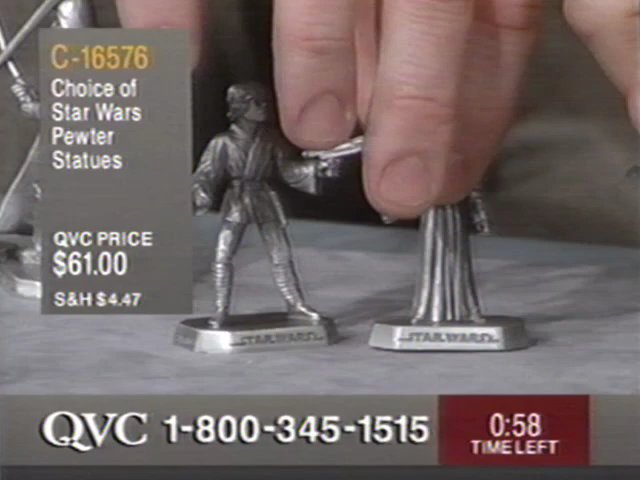 C-16576
Choice of
Star Wars
Pewter
Statues
QVC PRICE
$61.00
S&H $4.47
STAR WARS
STAR WARS
QVC 1-800-345-1515
0:58
TIME LEFT